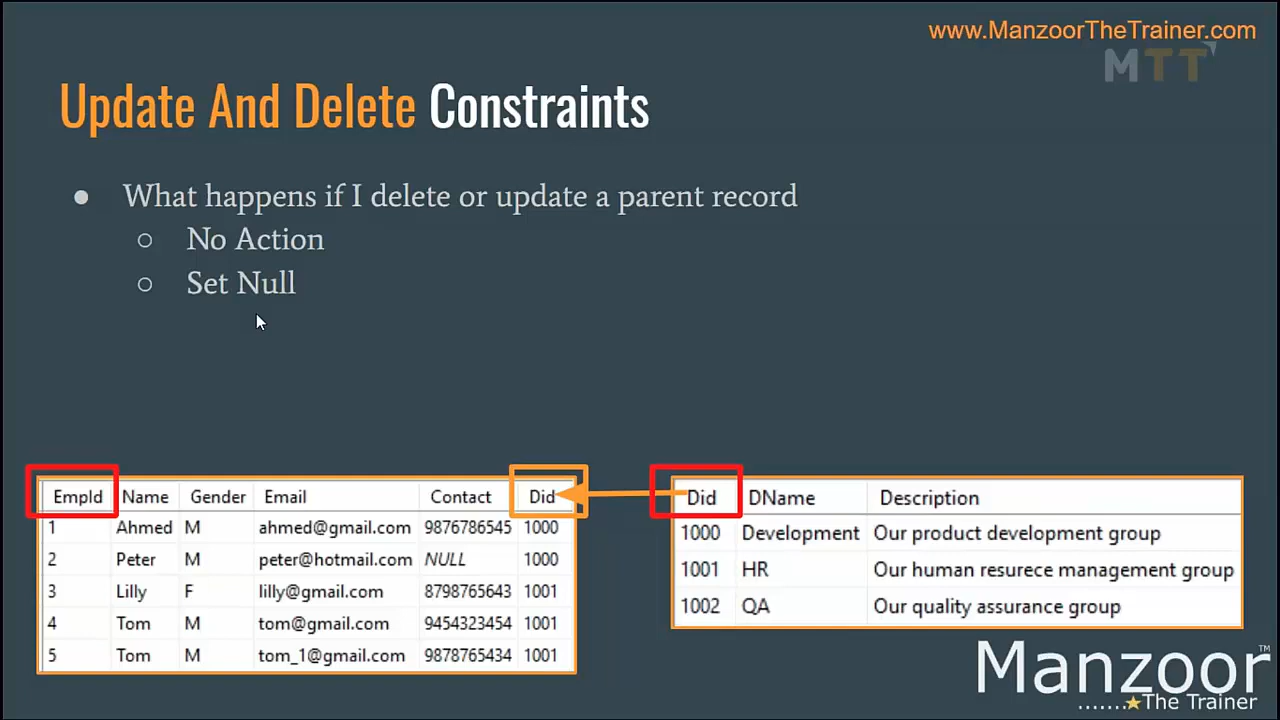 www.ManzoorTheTrainer.com
MTT
Update And Delete Constraints
● What happens if I delete or update a parent record
○ No Action
○ Set Null
EmpId Name Gender Email Contact Did
1 Ahmed M ahmed@gmail.com 9876786545 1000
2 Peter M peter@hotmail.com NULL 1000
3 Lilly F lilly@gmail.com 8798765643 1001
4 Tom M tom@gmail.com 9454323454 1001
5 Tom M tom_1@gmail.com 9878765434 1001
Did DName Description
1000 Development Our product development group
1001 HR Our human resurece management group
1002 QA Our quality assurance group
Manzoor™
......★The Trainer